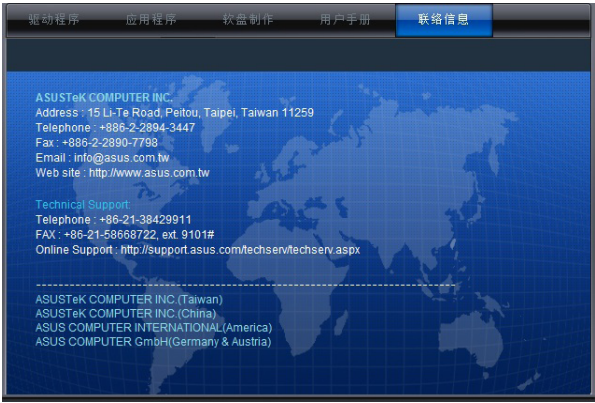 驱动程序 应用程序 软盘制作 用户手册 联络信息
ASUSTeK COMPUTER INC.
Address : 15 Li-Te Road, Peitou, Taipei, Taiwan 11259
Telephone : +886-2-2894-3447
Fax : +886-2-2890-7798
Email : info@asus.com.tw
Web site : http://www.asus.com.tw
Technical Support:
Telephone : +86-21-38429911
FAX : +86-21-58668722, ext. 9101#
Online Support : http://support.asus.com/techserv/techserv.aspx
ASUSTeK COMPUTER INC.(Taiwan)
ASUSTeK COMPUTER INC.(China)
ASUS COMPUTER INTERNATIONAL(America)
ASUS COMPUTER GmbH(Germany & Austria)